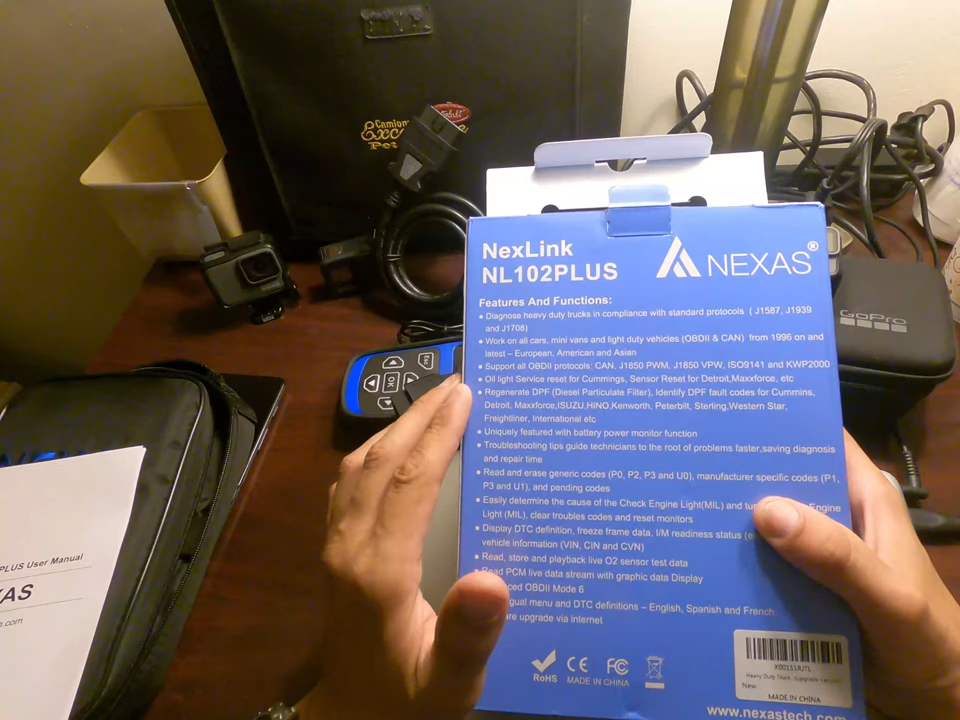 NexLink
NL102PLUS
NEXAS®
Features And Functions:
• Diagnose heavy duty trucks in compliance with standard protocols ( J1587, J1939
and J1708)
• Work on all cars, mini vans and light duty vehicles (OBDII & CAN) from 1996 on and
latest – European, American and Asian
• Support all OBDII protocols: CAN, J1850 PWM, J1850 VPW, ISO9141 and KWP2000
• Oil light Service reset for Cummings, Sensor Reset for Detroit,Maxxforce, etc
• Regenerate DPF (Diesel Particulate Filter), Identify DPF fault codes for Cummins,
Detroit, Maxxforce,ISUZU,HINO,Kenworth, Peterbilt, Sterling,Western Star,
Freightliner, International etc
• Uniquely featured with battery power monitor function
• Troubleshooting tips guide technicians to the root of problems faster,saving diagnosis
and repair time
• Read and erase generic codes (P0, P2, P3 and U0), manufacturer specific codes (P1,
P3 and U1), and pending codes
• Easily determine the cause of the Check Engine Light(MIL) and Engine
Light (MIL), clear troubles codes and reset monitors
• Display DTC definition, freeze frame data, I/M readiness status
vehicle information (VIN, CIN and CVN)
• Read, store and playback live O2 sensor test data
Read PCM live data stream with graphic data Display
OBDII Mode 6
menu and DTC definitions – English, Spanish and French
upgrade via internet
RoHS
CE
FC
MADE IN CHINA
Heavy Duty Truck
New
MADE IN CHINA
www.nexastech.com
GoPro
Esc
OK
PLUS User Manual